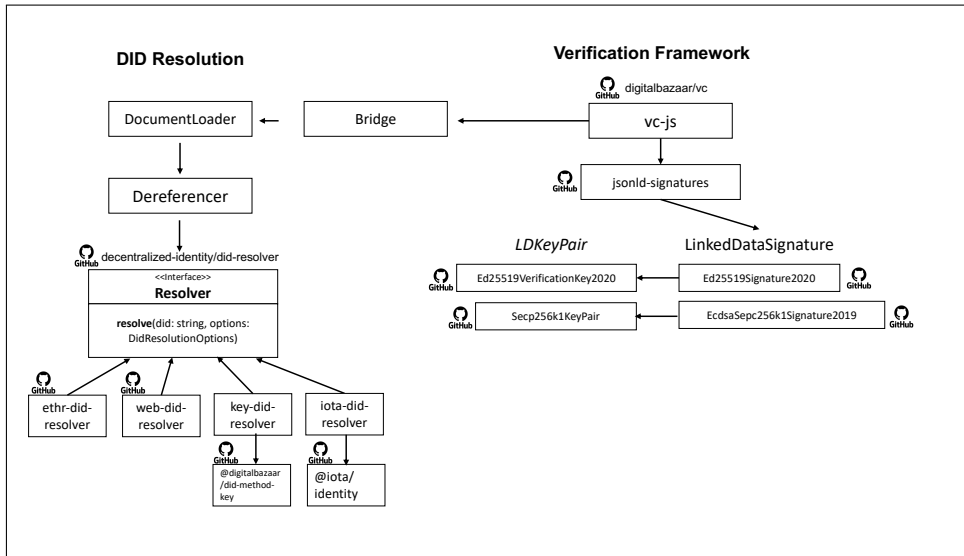 DID Resolution
Verification Framework
GitHub
digitalbazaar/vc
DocumentLoader
Bridge
vc-js
GitHub
jsonld-signatures
Dereferencer
GitHub
decentralized-identity/did-resolver
LDKeyPair
LinkedDataSignature
<<Interface>>
Resolver
GitHub
Ed25519VerificationKey2020
Ed25519Signature2020
GitHub
resolve(did: string, options:
DidResolutionOptions)
GitHub
Secp256k1KeyPair
EcdsaSepc256k1Signature2019
GitHub
GitHub
GitHub
ethr-did-
resolver
web-did-
resolver
key-did-
resolver
iota-did-
resolver
GitHub
GitHub
@digitalbazaar
/did-method-
key
@iota/
identity